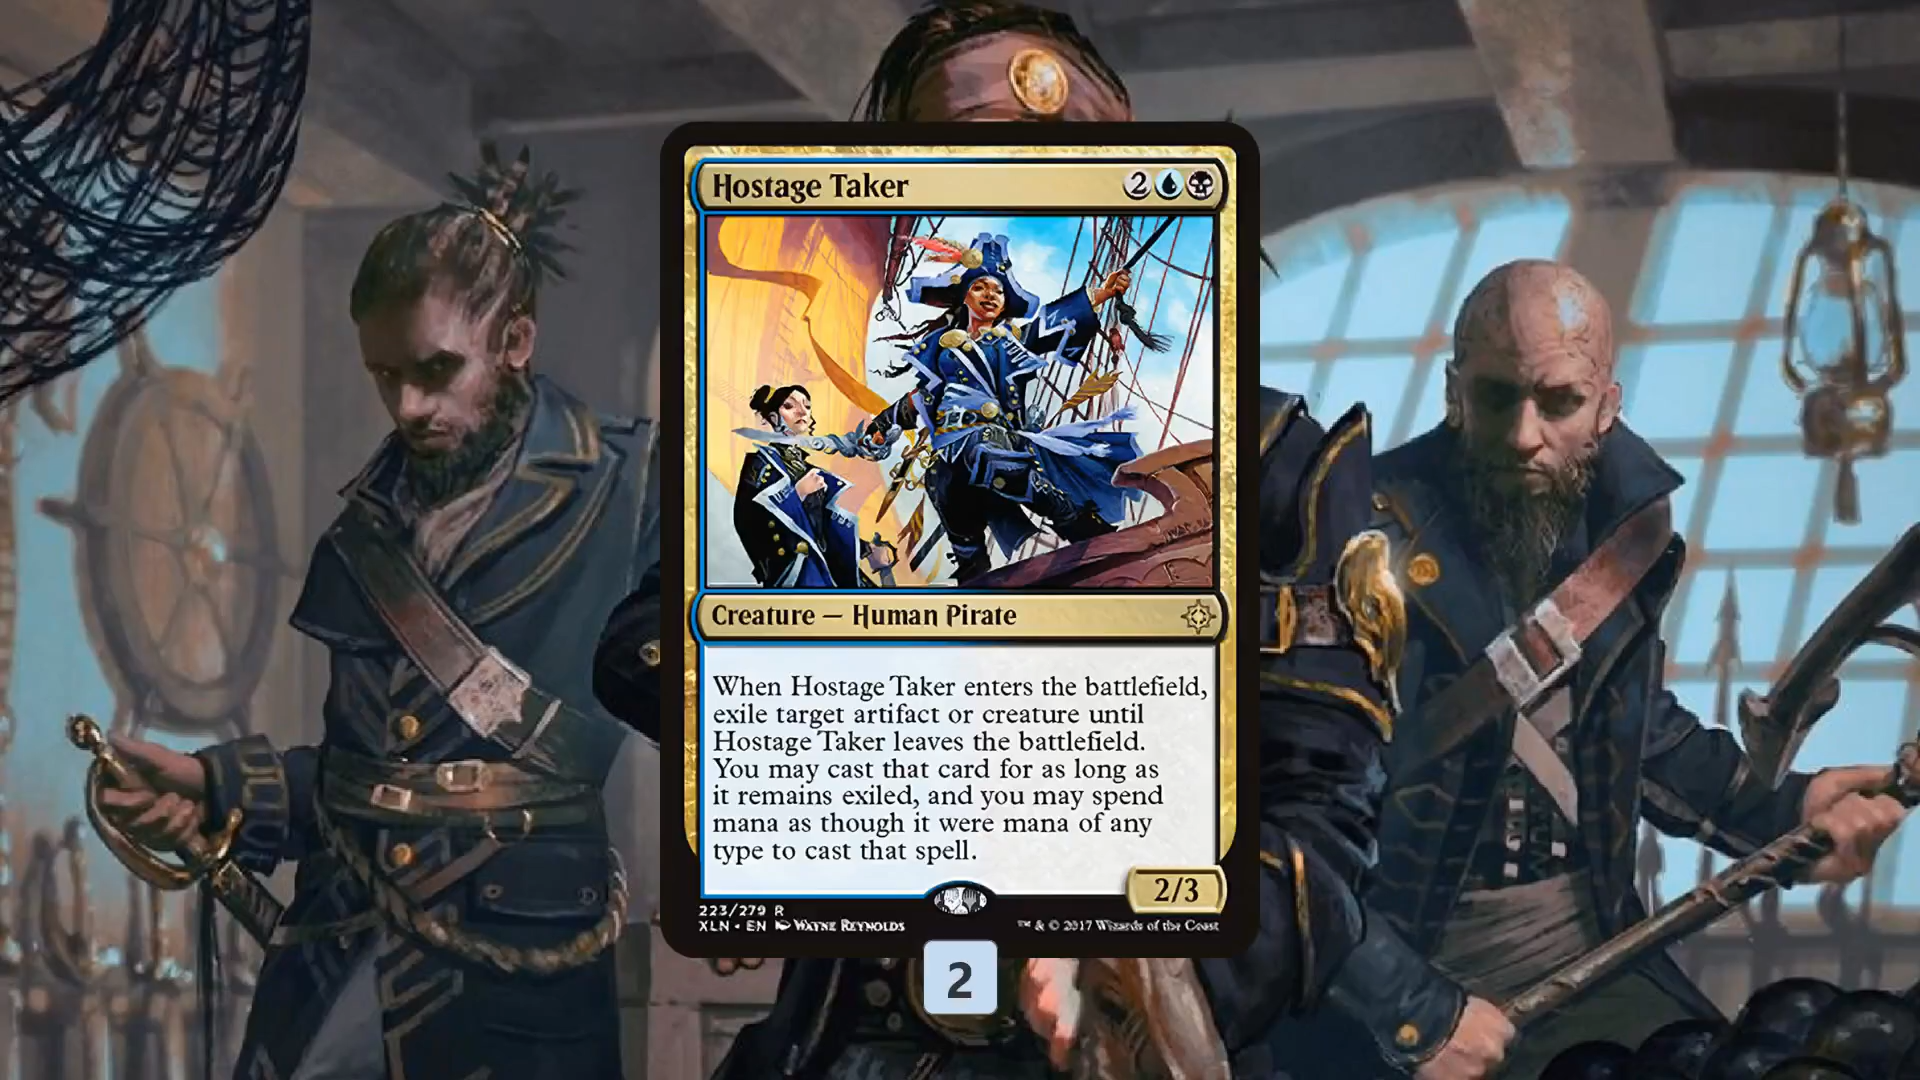 Hostage Taker 2
Creature — Human Pirate
When Hostage Taker enters the battlefield,
exile target artifact or creature until
Hostage Taker leaves the battlefield.
You may cast that card for as long as
it remains exiled, and you may spend
mana as though it were mana of any
type to cast that spell.
2/3
223/279 R
XLN • EN Wayne Reynolds
™ & © 2017 Wizards of the Coast
2